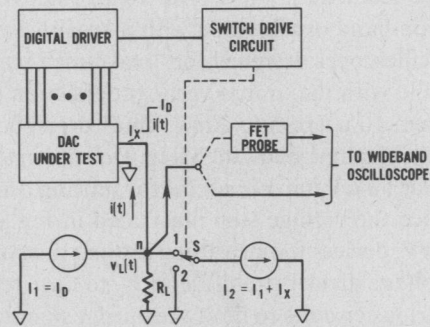 DIGITAL DRIVER
SWITCH DRIVE
CIRCUIT
I_D
I_X
i(t)
DAC
UNDER TEST
FET
PROBE
TO WIDEBAND
OSCILLOSCOPE
i(t)
n
1
S
v_L[t]
2
R_L
I_1 = I_D
I_2 = I_1 + I_X